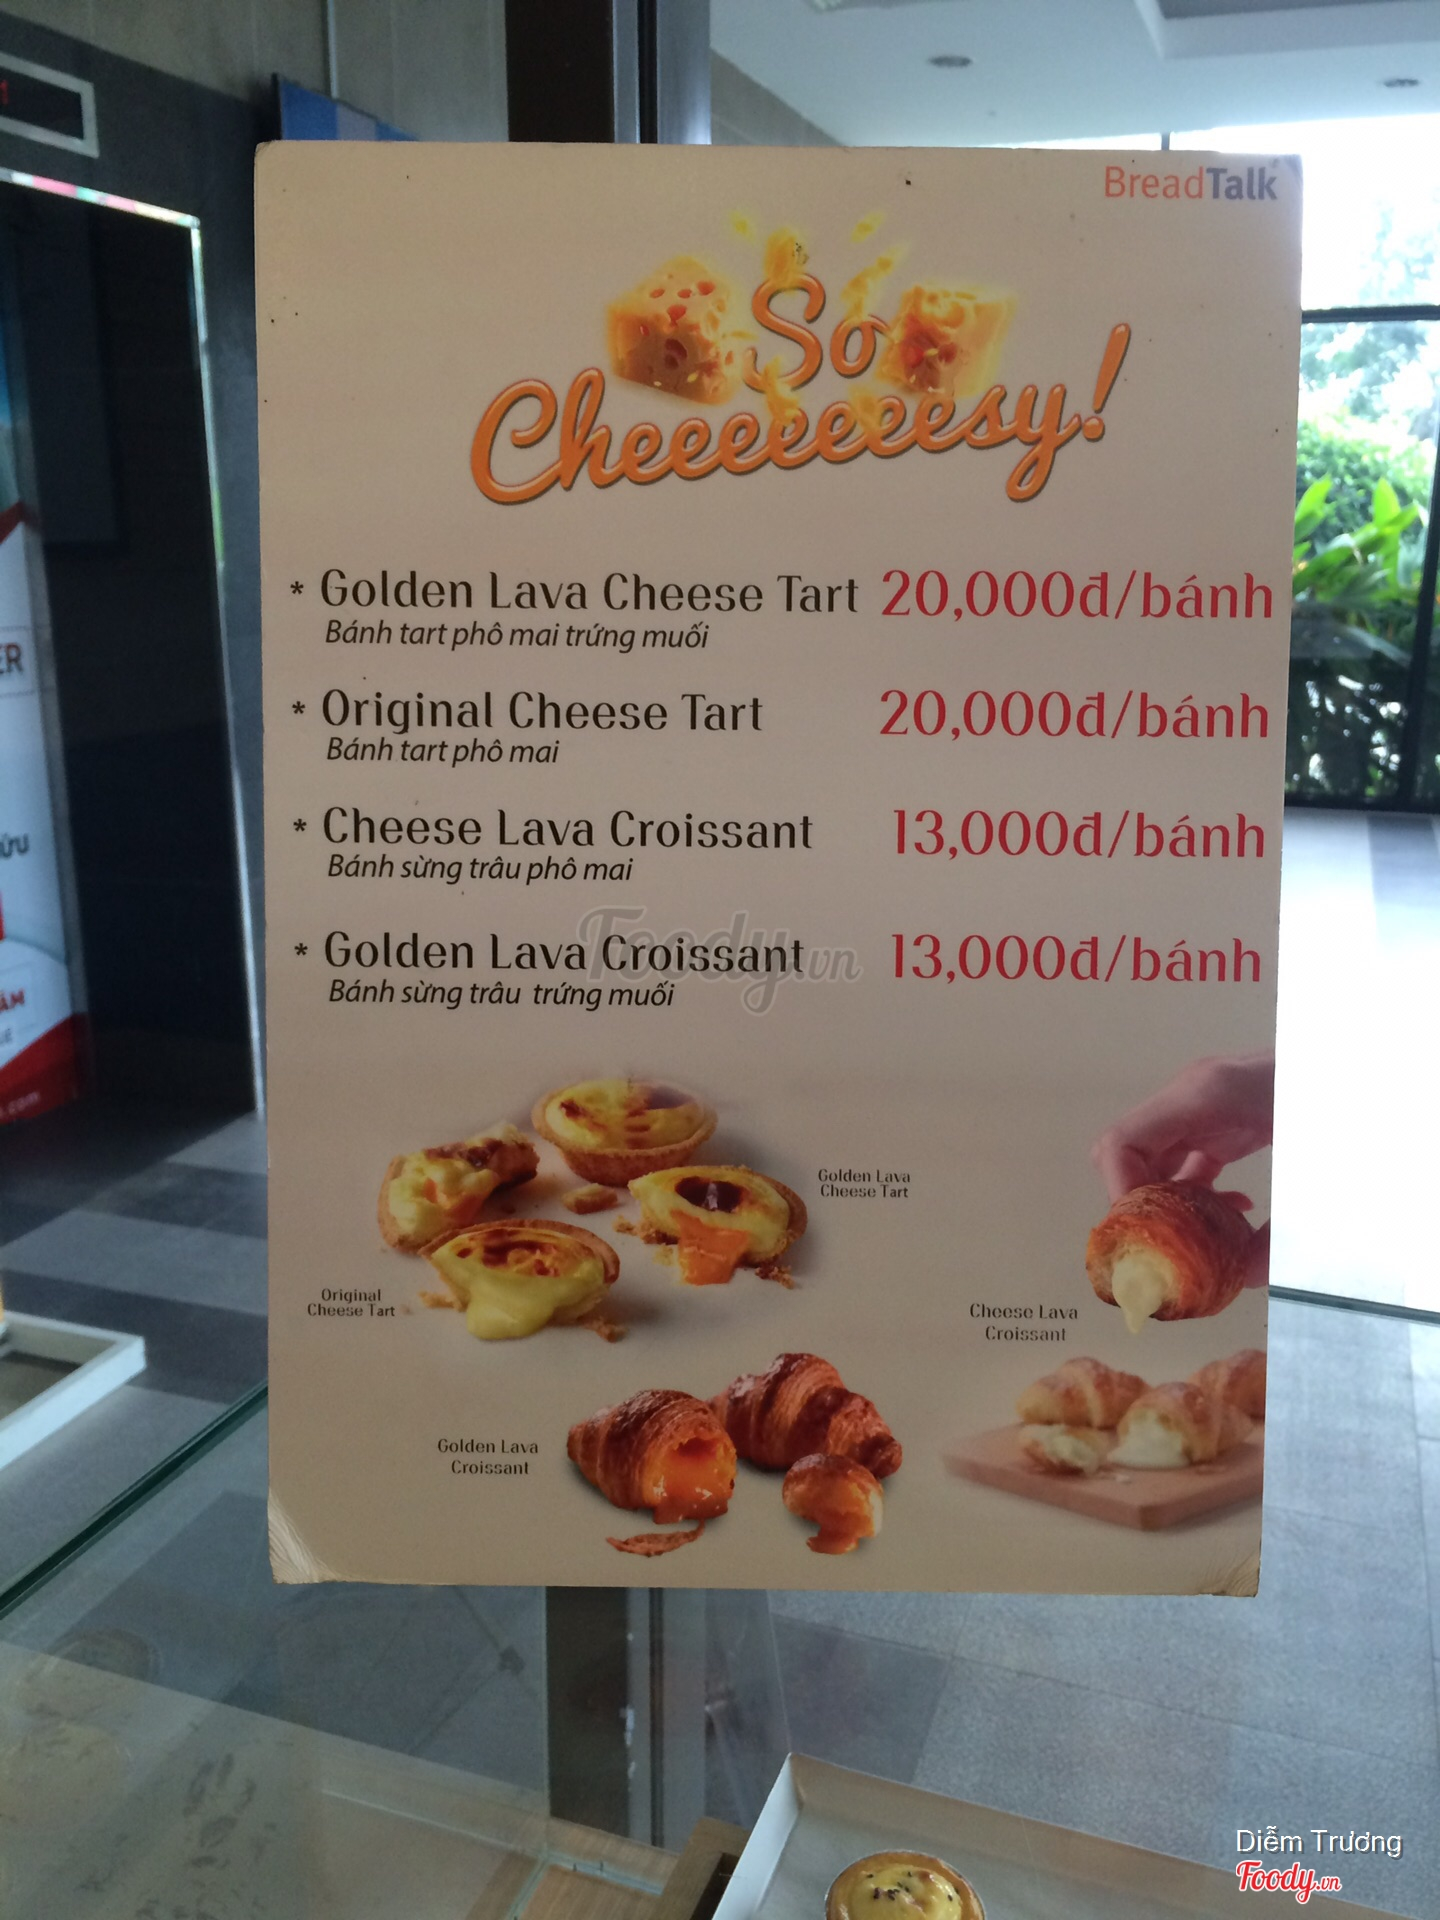 BreadTalk
So
Cheeeeeeeesy!
* Golden Lava Cheese Tart 20,000đ/bánh
Bánh tart phô mai trứng muối
* Original Cheese Tart 20,000đ/bánh
Bánh tart phô mai
* Cheese Lava Croissant 13,000đ/bánh
Bánh sừng trâu phô mai
* Golden Lava Croissant 13,000đ/bánh
Bánh sừng trâu trứng muối
Foody.vn
Golden Lava
Cheese Tart
Original
Cheese Tart
Cheese Lava
Croissant
Golden Lava
Croissant
Diễm Trương
Foody.vn